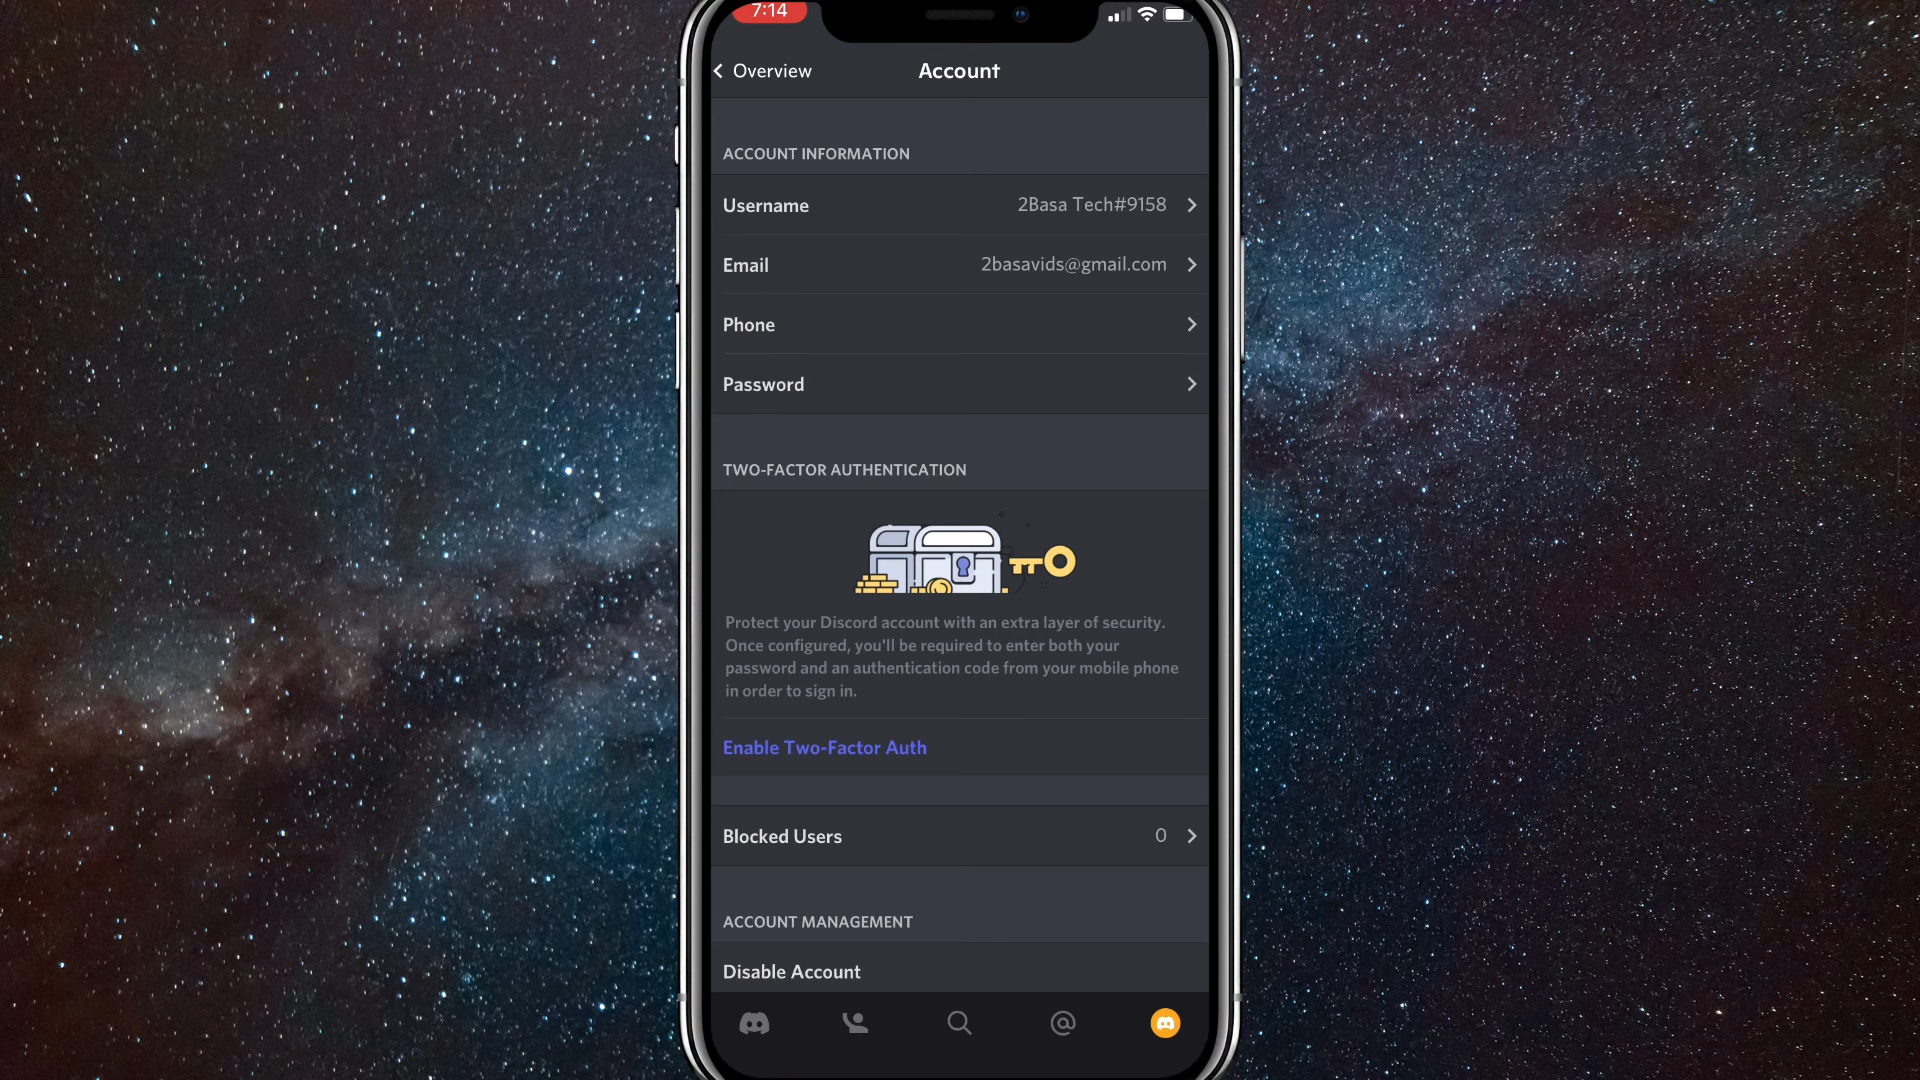 7:14
Overview
Account
ACCOUNT INFORMATION
Username 2Basa Tech#9158
Email 2basavids@gmail.com
Phone
Password
TWO-FACTOR AUTHENTICATION
Protect your Discord account with an extra layer of security.
Once configured, you'll be required to enter both your
password and an authentication code from your mobile phone
in order to sign in.
Enable Two-Factor Auth
Blocked Users 0
ACCOUNT MANAGEMENT
Disable Account